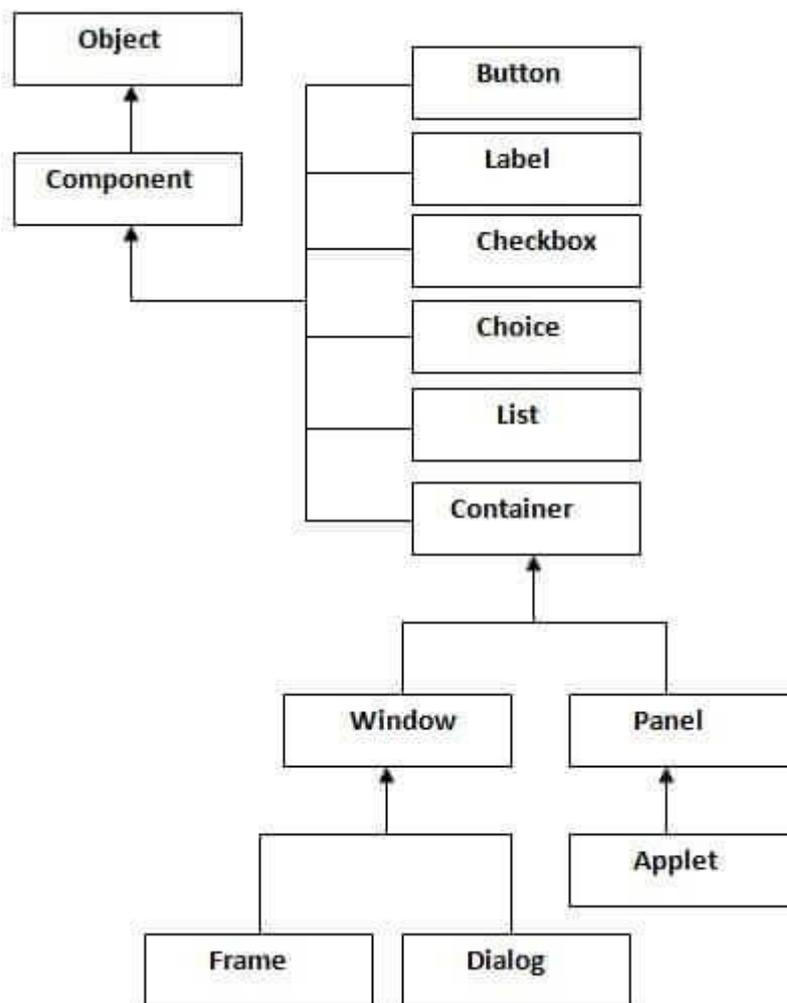 Object
Button
Label
Component
Checkbox
Choice
List
Container
Window
Panel
Applet
Frame
Dialog